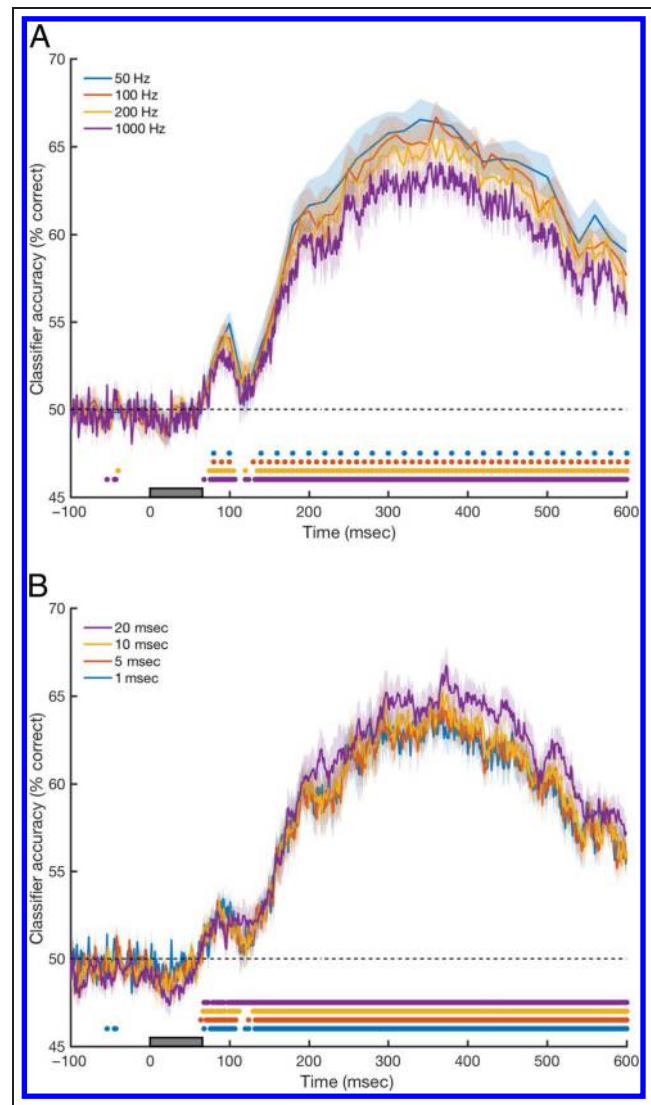 A
70
50 Hz
100 Hz
200 Hz
1000 Hz
65
60
55
50
45
Classifier accuracy (% correct)
-100 0 100 200 300 400 500 600
Time (msec)
B
70
20 msec
10 msec
5 msec
1 msec
65
60
55
50
45
Classifier accuracy (% correct)
-100 0 100 200 300 400 500 600
Time (msec)